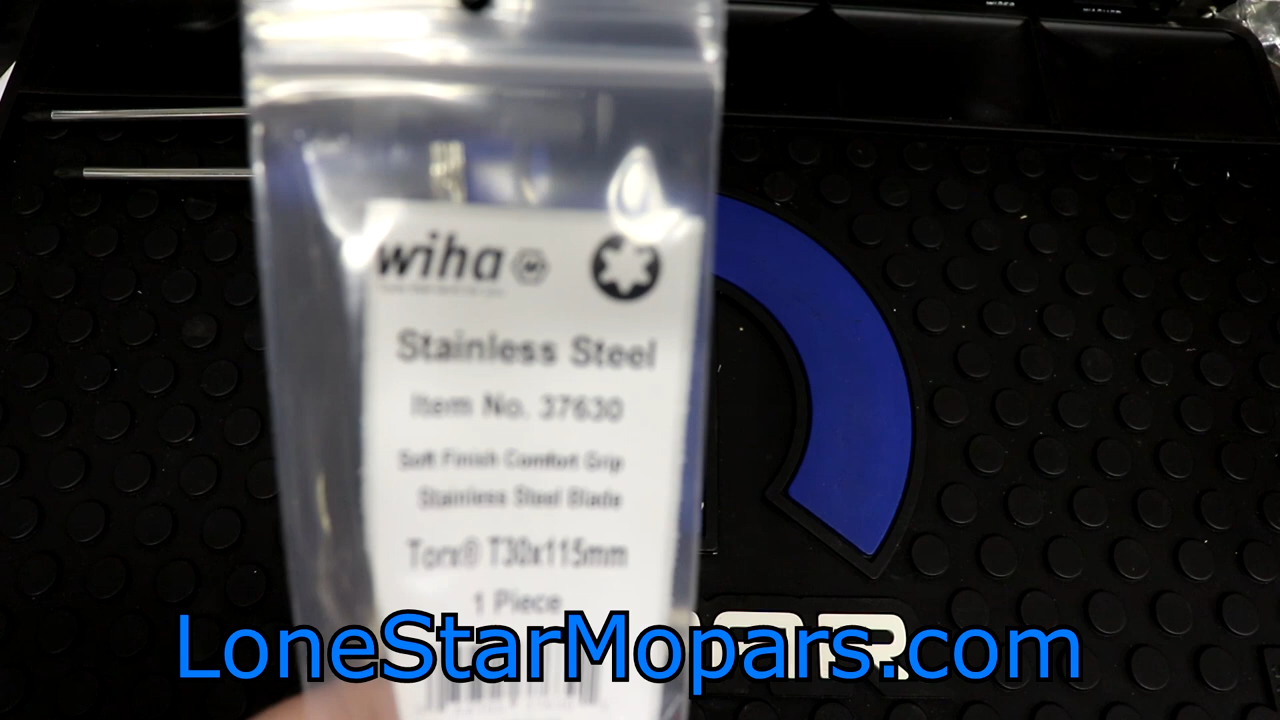 wiha
Stainless Steel
Item No. 37630
Soft Finish Comfort Grip
Stainless Steel Blade
Torx® T30x115mm
1 Piece
LoneStarMopars.com